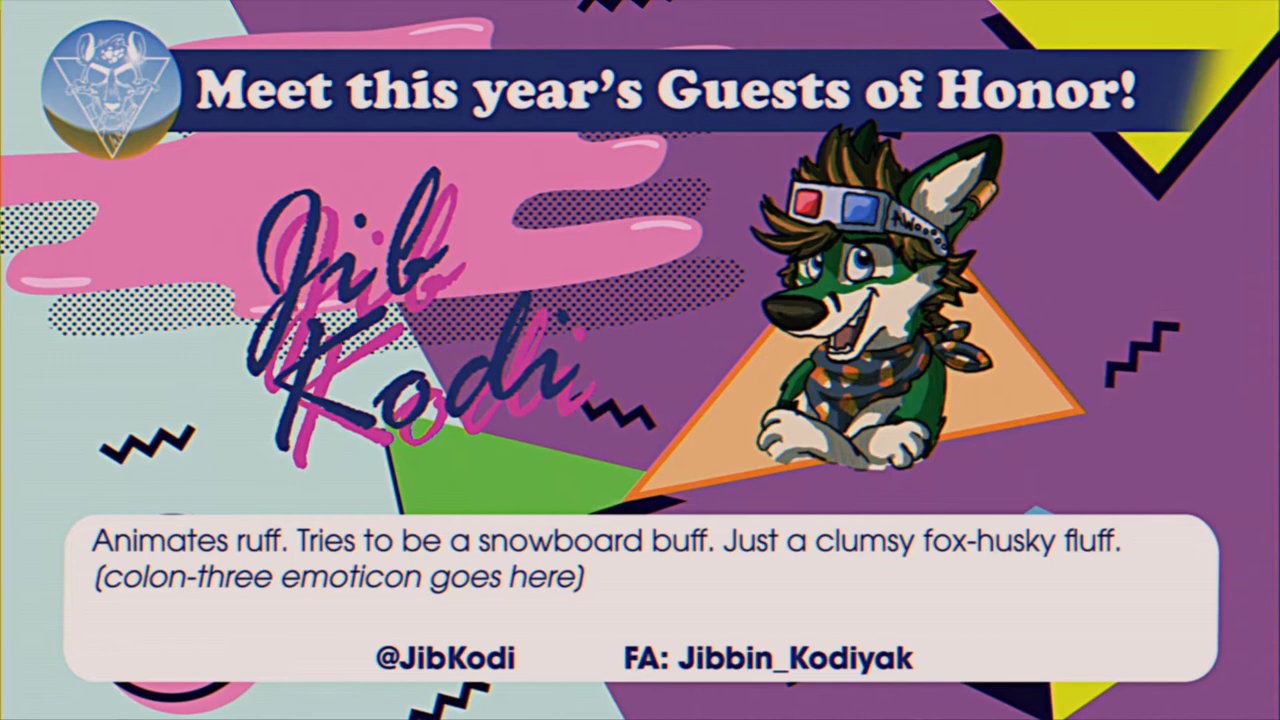 Meet this year's Guests of Honor!
Jib
Kodi
Awooooo
Animates ruff. Tries to be a snowboard buff. Just a clumsy fox-husky fluff.
(colon-three emoticon goes here)
@JibKodi FA: Jibbin_Kodiyak